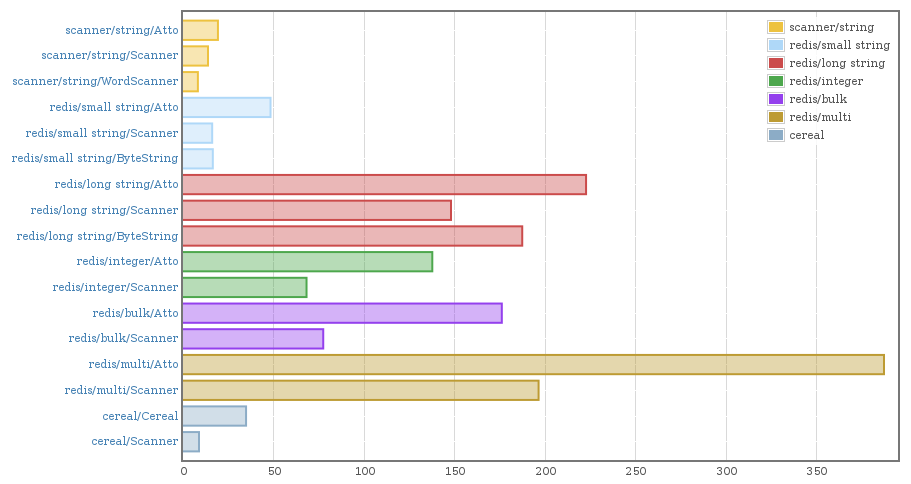 scanner/string/Atto
scanner/string/Scanner
scanner/string/WordScanner
redis/small string/Atto
redis/small string/Scanner
redis/small string/ByteString
redis/long string/Atto
redis/long string/Scanner
redis/long string/ByteString
redis/integer/Atto
redis/integer/Scanner
redis/bulk/Atto
redis/bulk/Scanner
redis/multi/Atto
redis/multi/Scanner
cereal/Cereal
cereal/Scanner
scanner/string
redis/small string
redis/long string
redis/integer
redis/bulk
redis/multi
cereal
0 50 100 150 200 250 300 350